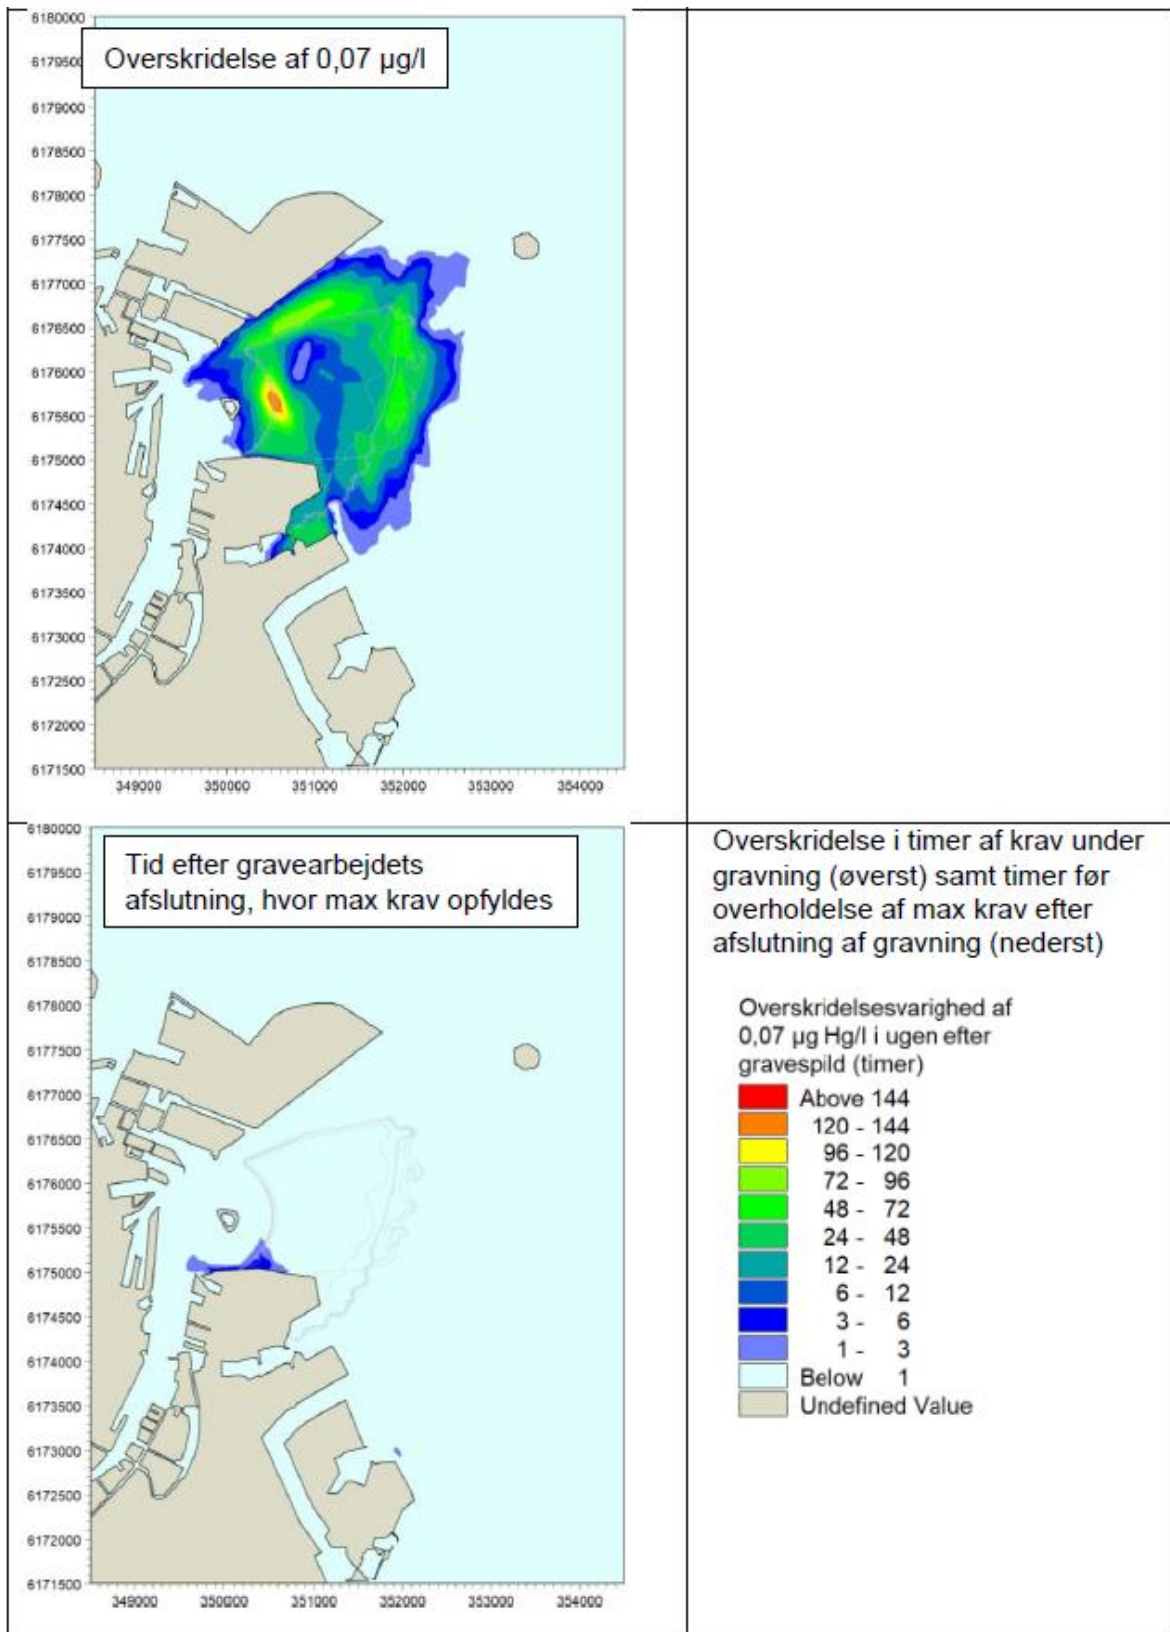 6180000
Overskridelse af 0,07 µg/l
6179500
6179000
6178500
6178000
6177500
6177000
6176500
6176000
6175500
6175000
6174500
6174000
6173500
6173000
6172500
6172000
6171500
349000 350000 351000 352000 353000 354000
6180000
Tid efter gravearbejdets
afslutning, hvor max krav opfyldes
6179500
6179000
6178500
6178000
6177500
6177000
6176500
6176000
6175500
6175000
6174500
6174000
6173500
6173000
6172500
6172000
6171500
349000 350000 351000 352000 353000 354000
Overskridelse i timer af krav under
gravning (øverst) samt timer før
overholdelse af max krav efter
afslutning af gravning (nederst)
Overskridelsesvarighed af
0,07 µg Hg/l i ugen efter
gravespild (timer)
Above 144
120 - 144
96 - 120
72 - 96
48 - 72
24 - 48
12 - 24
6 - 12
3 - 6
1 - 3
Below 1
Undefined Value